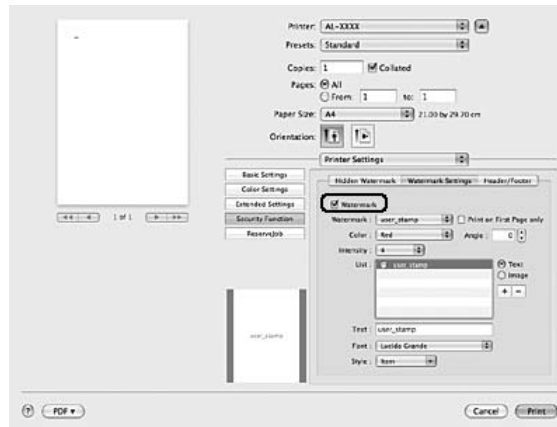 Printer: AL-XXXX
Presets: Standard
Copies: 1 Collated
Pages: All
From: 1 to: 1
Paper Size: A4 21.00 by 29.70 cm
Orientation:
Printer Settings
Basic Settings
Color Settings
Extended Settings
Security Function
ReserveJob
Hidden Watermark Watermark Settings Header/Footer
Watermark
Watermark : user_stamp Print on First Page only
Color : Red Angle : 0
Intensity : 4
List : user_stamp Text
Image
+ -
Text : user_stamp
Font : Lucida Grande
Style :
1 of 1
user_stamp
? PDF Cancel Print